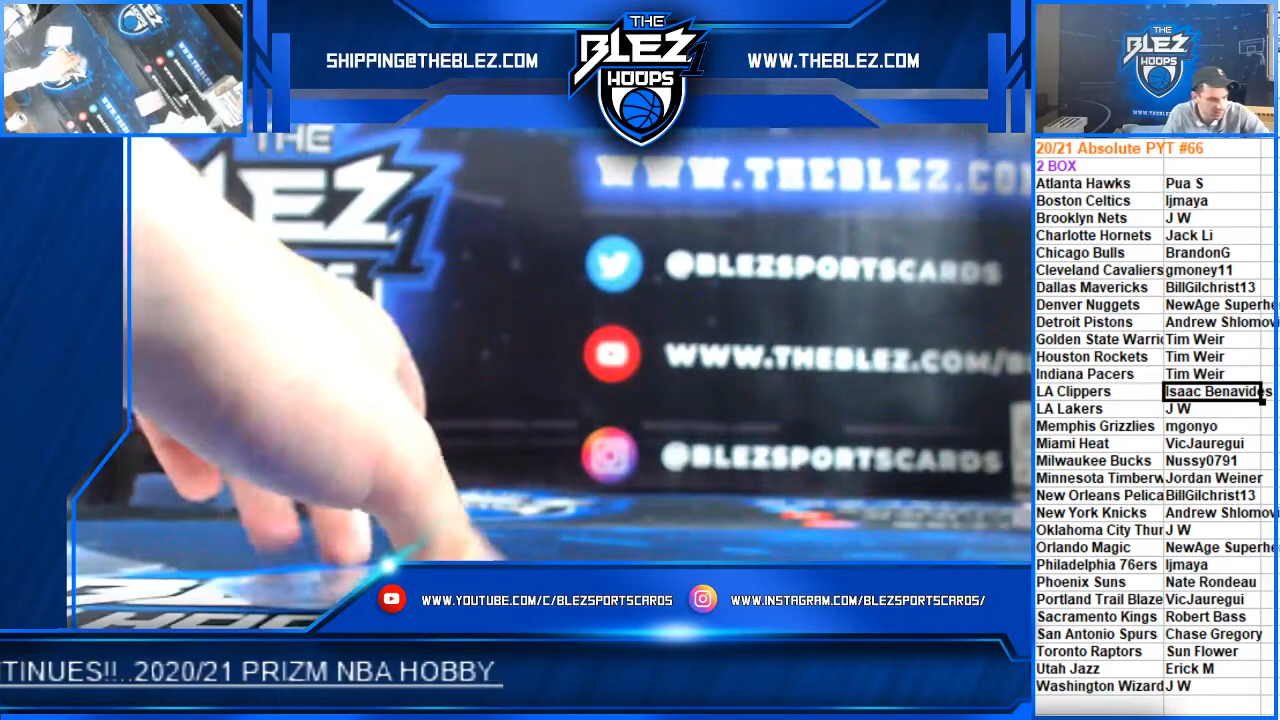 SHIPPING@THEBLEZ.COM
THE
BLEZ 1
HOOPS
WWW.THEBLEZ.COM
THE
BLEZ
HOOPS
THE
EZ 1
WWW.THEBLEZ.CO
@BLEZSPORTSCARDS
WWW.THEBLEZ.COM/B
@BLEZSPORTSCARDS
WWW.YOUTUBE.COM/C/BLEZSPORTSCARDS
WWW.INSTAGRAM.COM/BLEZSPORTSCARDS/
TINUES!!..2020/21 PRIZM NBA HOBBY
20/21 Absolute PYT #66
2 BOX
Atlanta Hawks Pua S
Boston Celtics ljmaya
Brooklyn Nets J W
Charlotte Hornets Jack Li
Chicago Bulls BrandonG
Cleveland Cavaliers gmoney11
Dallas Mavericks BillGilchrist13
Denver Nuggets NewAge Superhe
Detroit Pistons Andrew Shlomovi
Golden State Warric Tim Weir
Houston Rockets Tim Weir
Indiana Pacers Tim Weir
LA Clippers Isaac Benavides
LA Lakers J W
Memphis Grizzlies mgonyo
Miami Heat VicJauregui
Milwaukee Bucks Nussy0791
Minnesota Timberw Jordan Weiner
New Orleans Pelica BillGilchrist13
New York Knicks Andrew Shlomovi
Oklahoma City Thur J W
Orlando Magic NewAge Superhe
Philadelphia 76ers ljmaya
Phoenix Suns Nate Rondeau
Portland Trail Blaze VicJauregui
Sacramento Kings Robert Bass
San Antonio Spurs Chase Gregory
Toronto Raptors Sun Flower
Utah Jazz Erick M
Washington Wizard J W